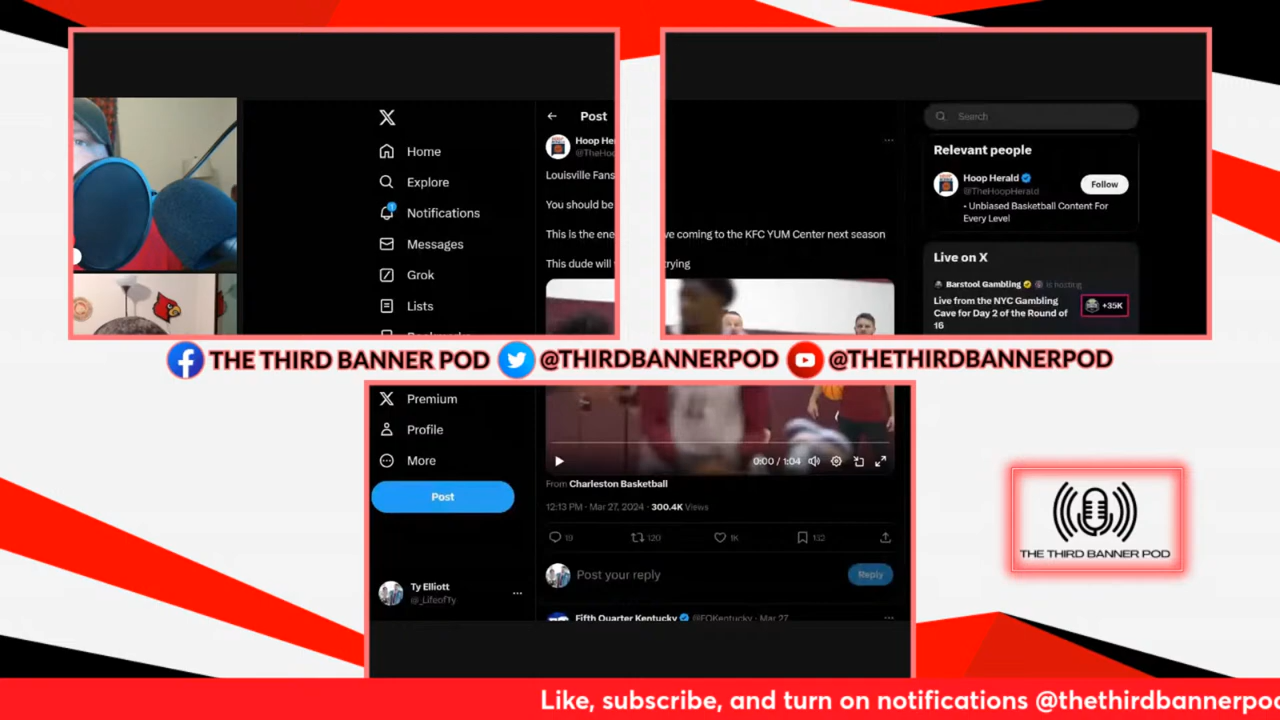 Home
Explore
1
Notifications
Messages
Grok
Lists
Post
Hoop He
@TheHoo
Louisville Fans
You should be
This is the ene
This dude will
ve coming to the KFC YUM Center next season
trying
Search
Relevant people
Hoop Herald
@TheHoopHerald
Follow
• Unbiased Basketball Content For
Every Level
Live on X
Barstool Gambling is hosting
Live from the NYC Gambling
Cave for Day 2 of the Round of
16
+35K
THE THIRD BANNER POD @THIRDBANNERPOD @THETHIRDBANNERPOD
Premium
Profile
More
Post
Ty Elliott
@_LifeofTy
0:00 / 1:04
From Charleston Basketball
12:13 PM · Mar 27, 2024 · 300.4K Views
19 120 1K 132
Post your reply
Reply
Fifth Quarter Kentucky @FQKentucky · Mar 27
THE THIRD BANNER POD
Like, subscribe, and turn on notifications @thethirdbannerpod